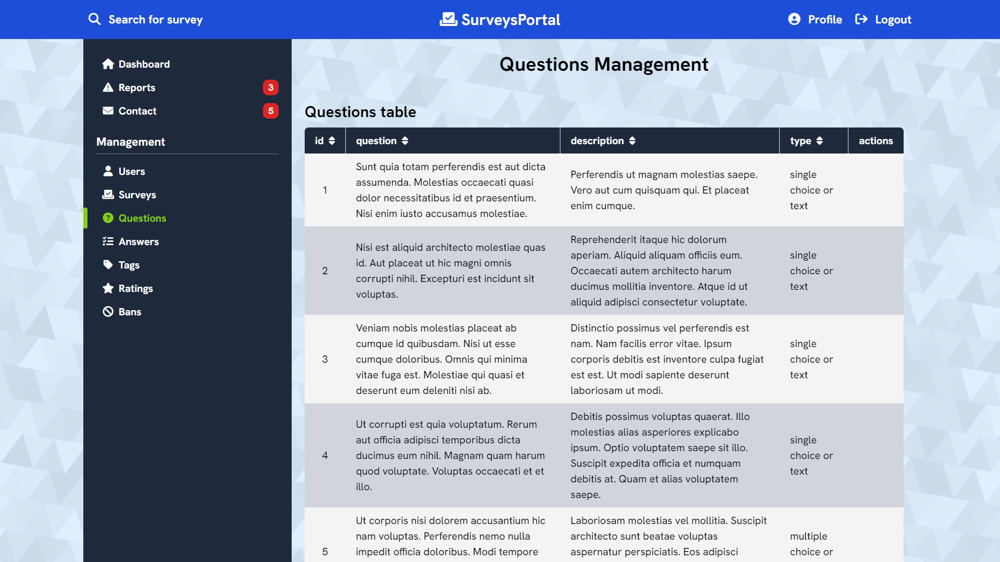 Search for survey
SurveysPortal
Profile
Logout
Dashboard
Reports
3
Contact
5
Management
Users
Surveys
Questions
Answers
Tags
Ratings
Bans
Questions Management
Questions table
id question description type actions
1
Sunt quia totam perferendis est aut dicta
assumenda. Molestias occaecati quasi
dolor necessitatibus id et praesentium.
Nisi enim iusto accusamus molestiae.
Perferendis ut magnam molestias saepe.
Vero aut cum quisquam qui. Et placeat
enim cumque.
single
choice or
text
2
Nisi est aliquid architecto molestiae quas
id. Aut placeat ut hic magni omnis
corrupti nihil. Excepturi est incidunt sit
voluptas.
Reprehenderit itaque hic dolorum
aperiam. Aliquid aliquam officiis eum.
Occaecati autem architecto harum
ducimus mollitia inventore. Atque id ut
aliquid adipisci consectetur voluptate.
single
choice or
text
3
Veniam nobis molestias placeat ab
cumque id quibusdam. Nisi ut esse
cumque doloribus. Omnis qui minima
vitae fuga est. Molestiae qui quasi et
deserunt eum deleniti nisi ab.
Distinctio possimus vel perferendis est
nam. Nam facilis error vitae. Ipsum
corporis debitis est inventore culpa fugiat
est est. Ut modi sapiente deserunt
laboriosam ut modi.
single
choice or
text
4
Ut corrupti est quia voluptatum. Rerum
aut officia adipisci temporibus dicta
ducimus eum nihil. Magnam quam harum
quod voluptate. Voluptas occaecati et et
illo.
Debitis possimus voluptas quaerat. Illo
molestias alias asperiores explicabo
ipsum. Optio voluptatem saepe sit illo.
Suscipit expedita officia et numquam
debitis at. Quam et alias voluptatem
saepe.
single
choice or
text
5
Ut corporis nisi dolorem accusantium hic
nam voluptas. Perferendis nemo nulla
impedit officia doloribus. Modi tempore
Laboriosam molestias vel mollitia. Suscipit
architecto sunt beatae voluptas
aspernatur perspiciatis. Eos adipisci
multiple
choice or